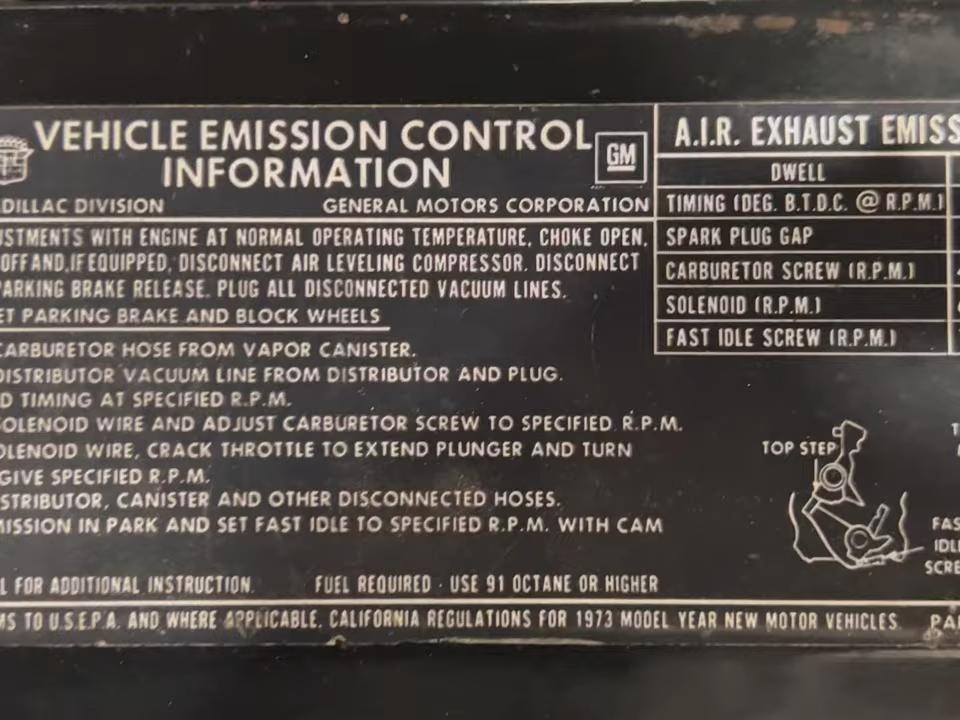 VEHICLE EMISSION CONTROL
INFORMATION
GM
DILLAC DIVISION GENERAL MOTORS CORPORATION
USTMENTS WITH ENGINE AT NORMAL OPERATING TEMPERATURE, CHOKE OPEN,
OFF AND, IF EQUIPPED, DISCONNECT AIR LEVELING COMPRESSOR. DISCONNECT
PARKING BRAKE RELEASE. PLUG ALL DISCONNECTED VACUUM LINES.
ET PARKING BRAKE AND BLOCK WHEELS
CARBURETOR HOSE FROM VAPOR CANISTER.
DISTRIBUTOR VACUUM LINE FROM DISTRIBUTOR AND PLUG.
D TIMING AT SPECIFIED R.P.M.
SOLENOID WIRE AND ADJUST CARBURETOR SCREW TO SPECIFIED R.P.M.
OLENOID WIRE, CRACK THROTTLE TO EXTEND PLUNGER AND TURN
GIVE SPECIFIED R.P.M.
STRIBUTOR, CANISTER AND OTHER DISCONNECTED HOSES.
MISSION IN PARK AND SET FAST IDLE TO SPECIFIED R.P.M. WITH CAM
L FOR ADDITIONAL INSTRUCTION. FUEL REQUIRED - USE 91 OCTANE OR HIGHER
MS TO U.S.E.P.A. AND WHERE APPLICABLE, CALIFORNIA REGULATIONS FOR 1973 MODEL YEAR NEW MOTOR VEHICLES. PA
A.I.R. EXHAUST EMISS
DWELL
TIMING (DEG. B.T.D.C. @ R.P.M.)
SPARK PLUG GAP
CARBURETOR SCREW (R.P.M.)
SOLENOID (R.P.M.)
FAST IDLE SCREW (R.P.M.)
TOP STEP
FAS
IDLE
SCRE